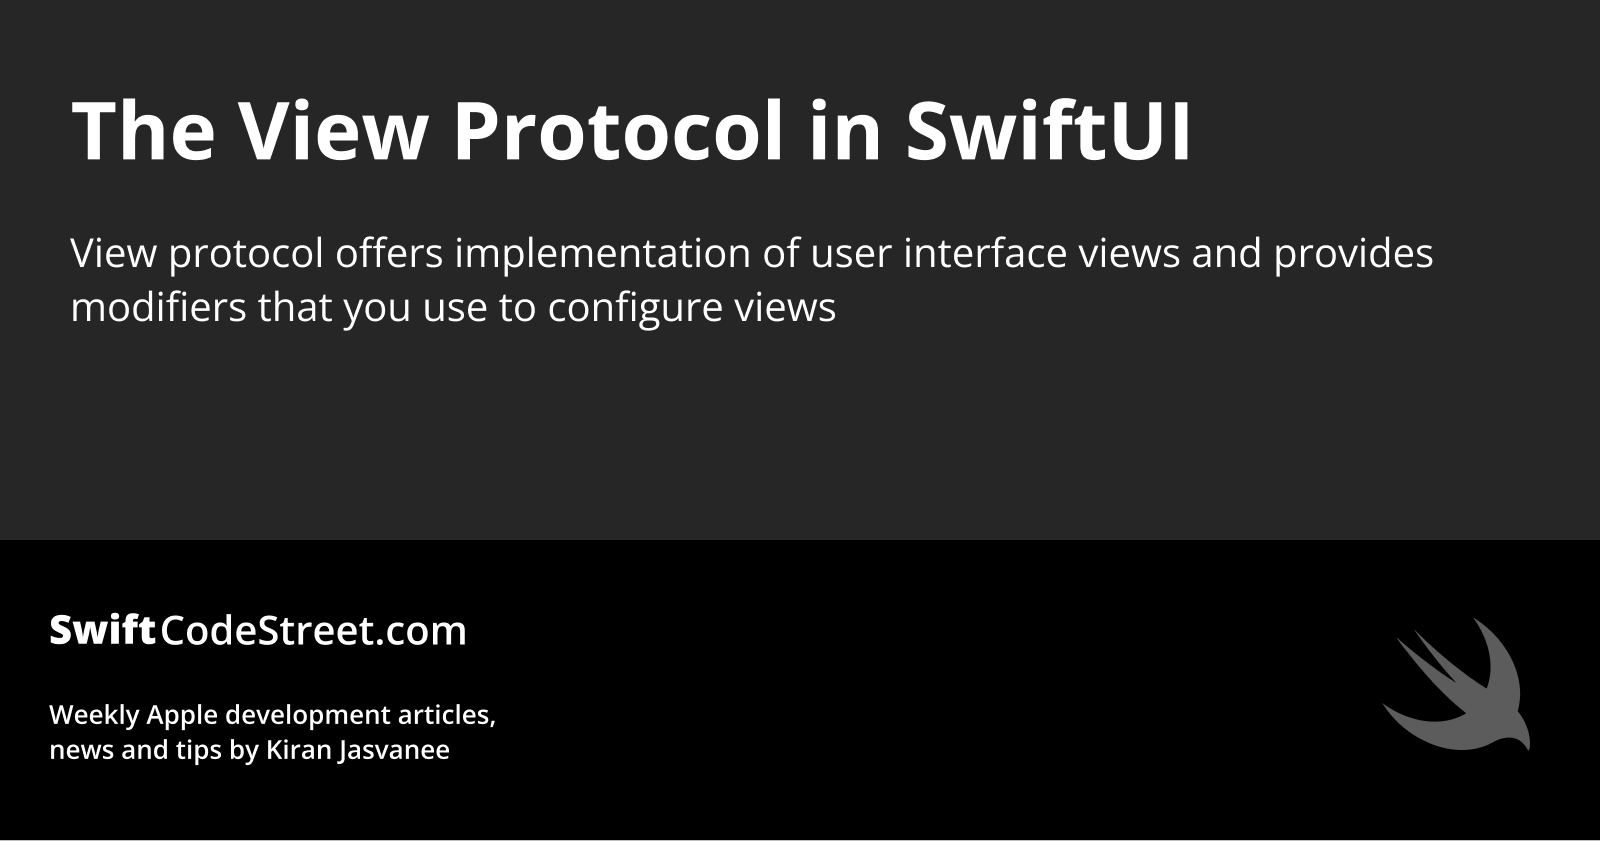 The View Protocol in SwiftUI
View protocol offers implementation of user interface views and provides
modifiers that you use to configure views
SwiftCodeStreet.com
Weekly Apple development articles,
news and tips by Kiran Jasvanee